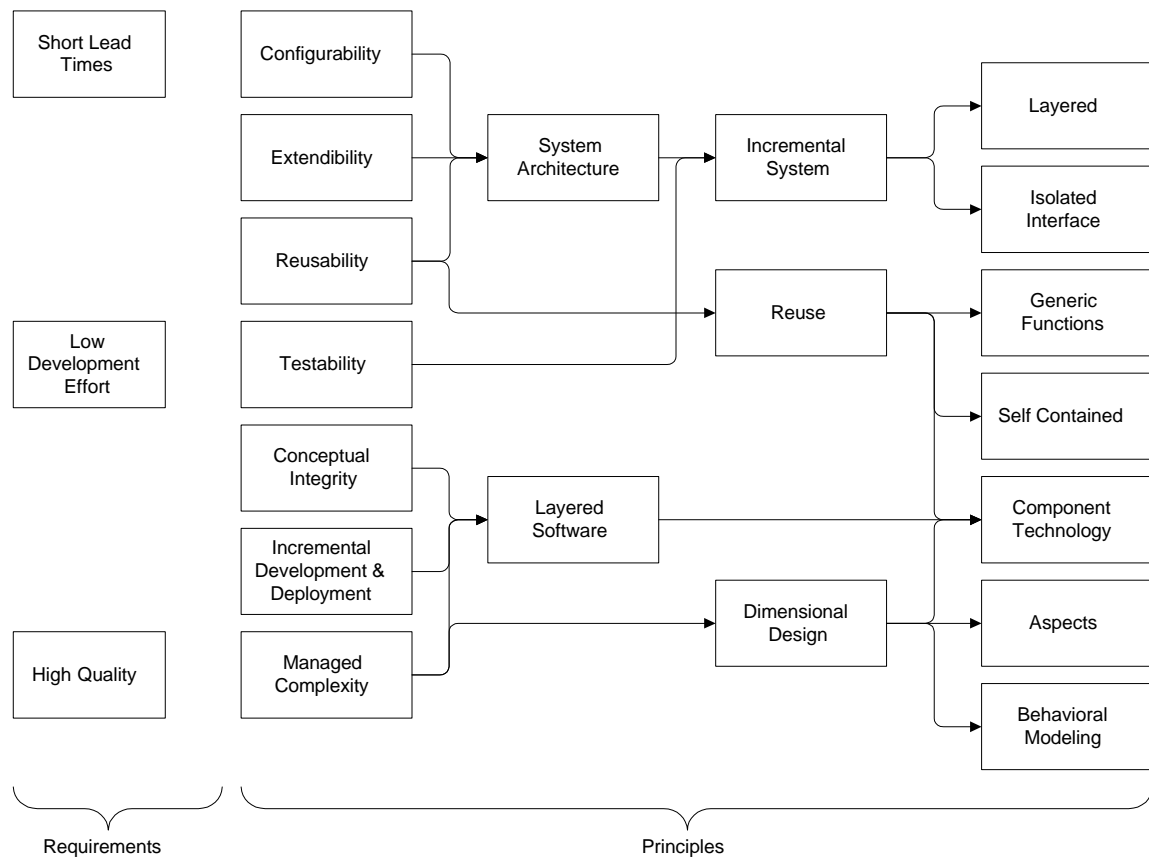 Short Lead
Times
Low
Development
Effort
High Quality
Configurability
Extendibility
Reusability
Testability
Conceptual
Integrity
Incremental
Development &
Deployment
Managed
Complexity
System
Architecture
Layered
Software
Incremental
System
Reuse
Dimensional
Design
Layered
Isolated
Interface
Generic
Functions
Self Contained
Component
Technology
Aspects
Behavioral
Modeling
Requirements
Principles